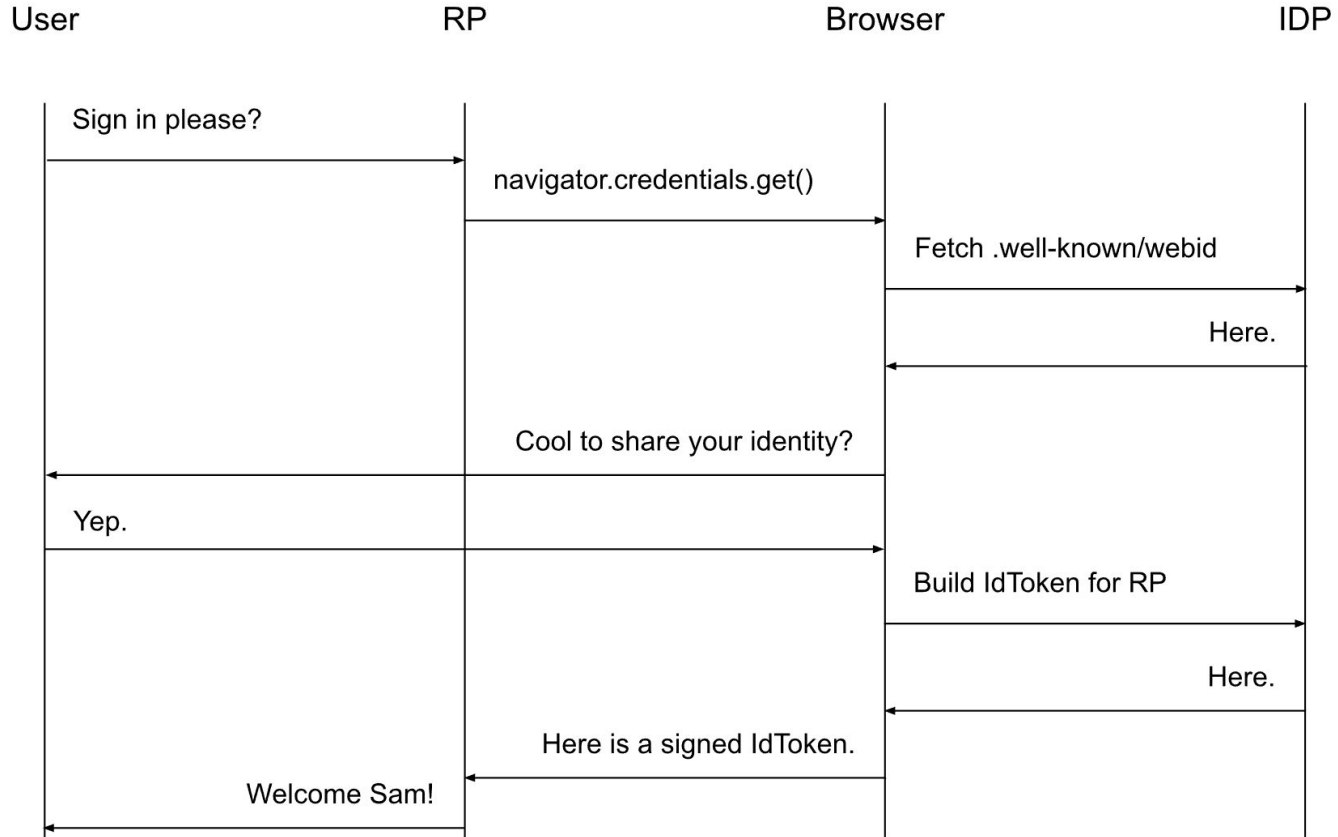 User RP Browser IDP
Sign in please?
navigator.credentials.get()
Fetch .well-known/webid
Here.
Cool to share your identity?
Yep.
Build IdToken for RP
Here.
Here is a signed IdToken.
Welcome Sam!